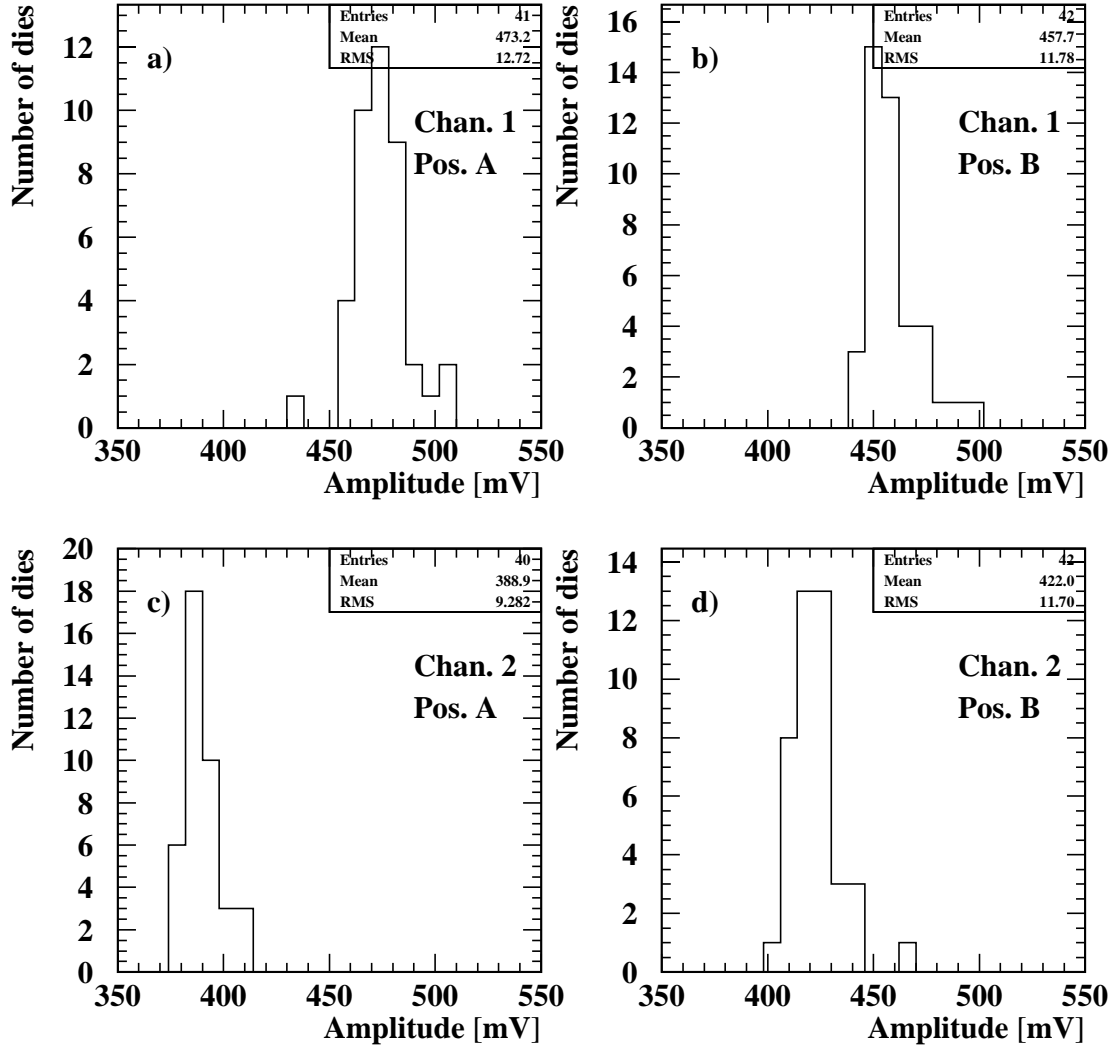 Number of dies
12
10
8
6
4
2
0
a)
Entries 41
Mean 473.2
RMS 12.72
Chan. 1
Pos. A
350 400 450 500 550
Amplitude [mV]
Number of dies
16
14
12
10
8
6
4
2
0
b)
Entries 42
Mean 457.7
RMS 11.78
Chan. 1
Pos. B
350 400 450 500 550
Amplitude [mV]
Number of dies
20
18
16
14
12
10
8
6
4
2
0
c)
Entries 40
Mean 388.9
RMS 9.282
Chan. 2
Pos. A
350 400 450 500 550
Amplitude [mV]
Number of dies
14
12
10
8
6
4
2
0
d)
Entries 42
Mean 422.0
RMS 11.70
Chan. 2
Pos. B
350 400 450 500 550
Amplitude [mV]